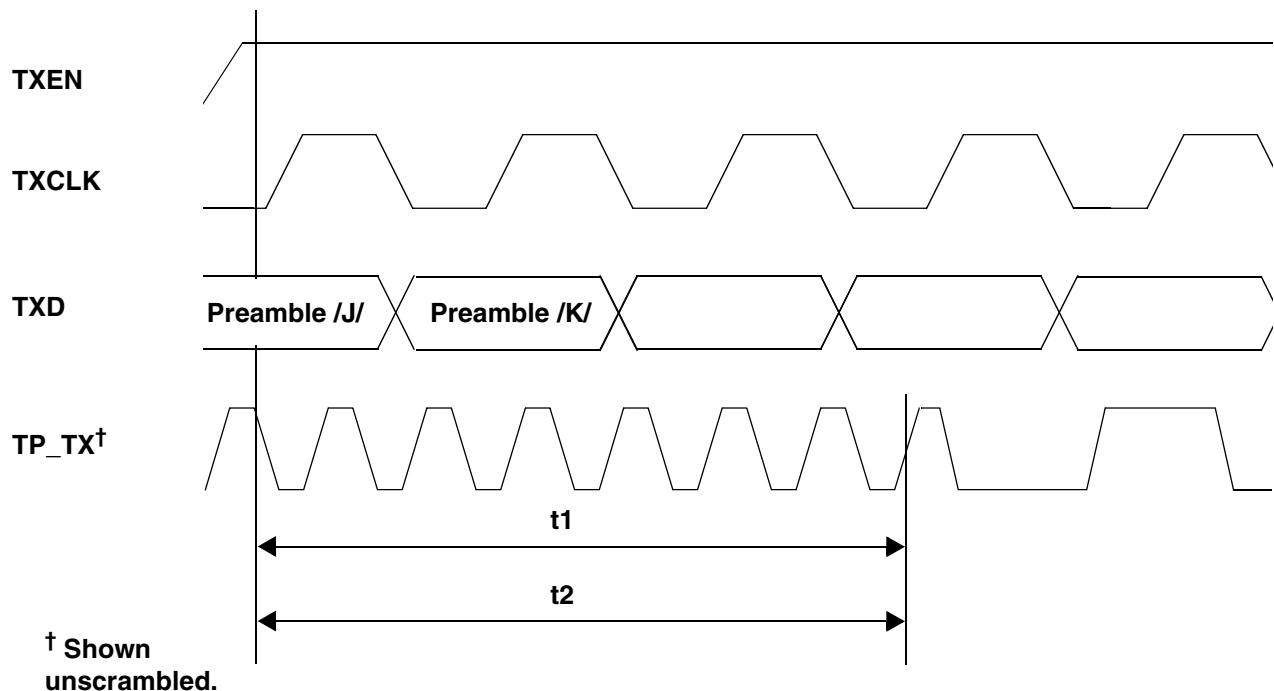 TXEN
TXCLK
TXD
Preamble /J/
Preamble /K/
TP_TX†
t1
t2
† Shown
unscrambled.